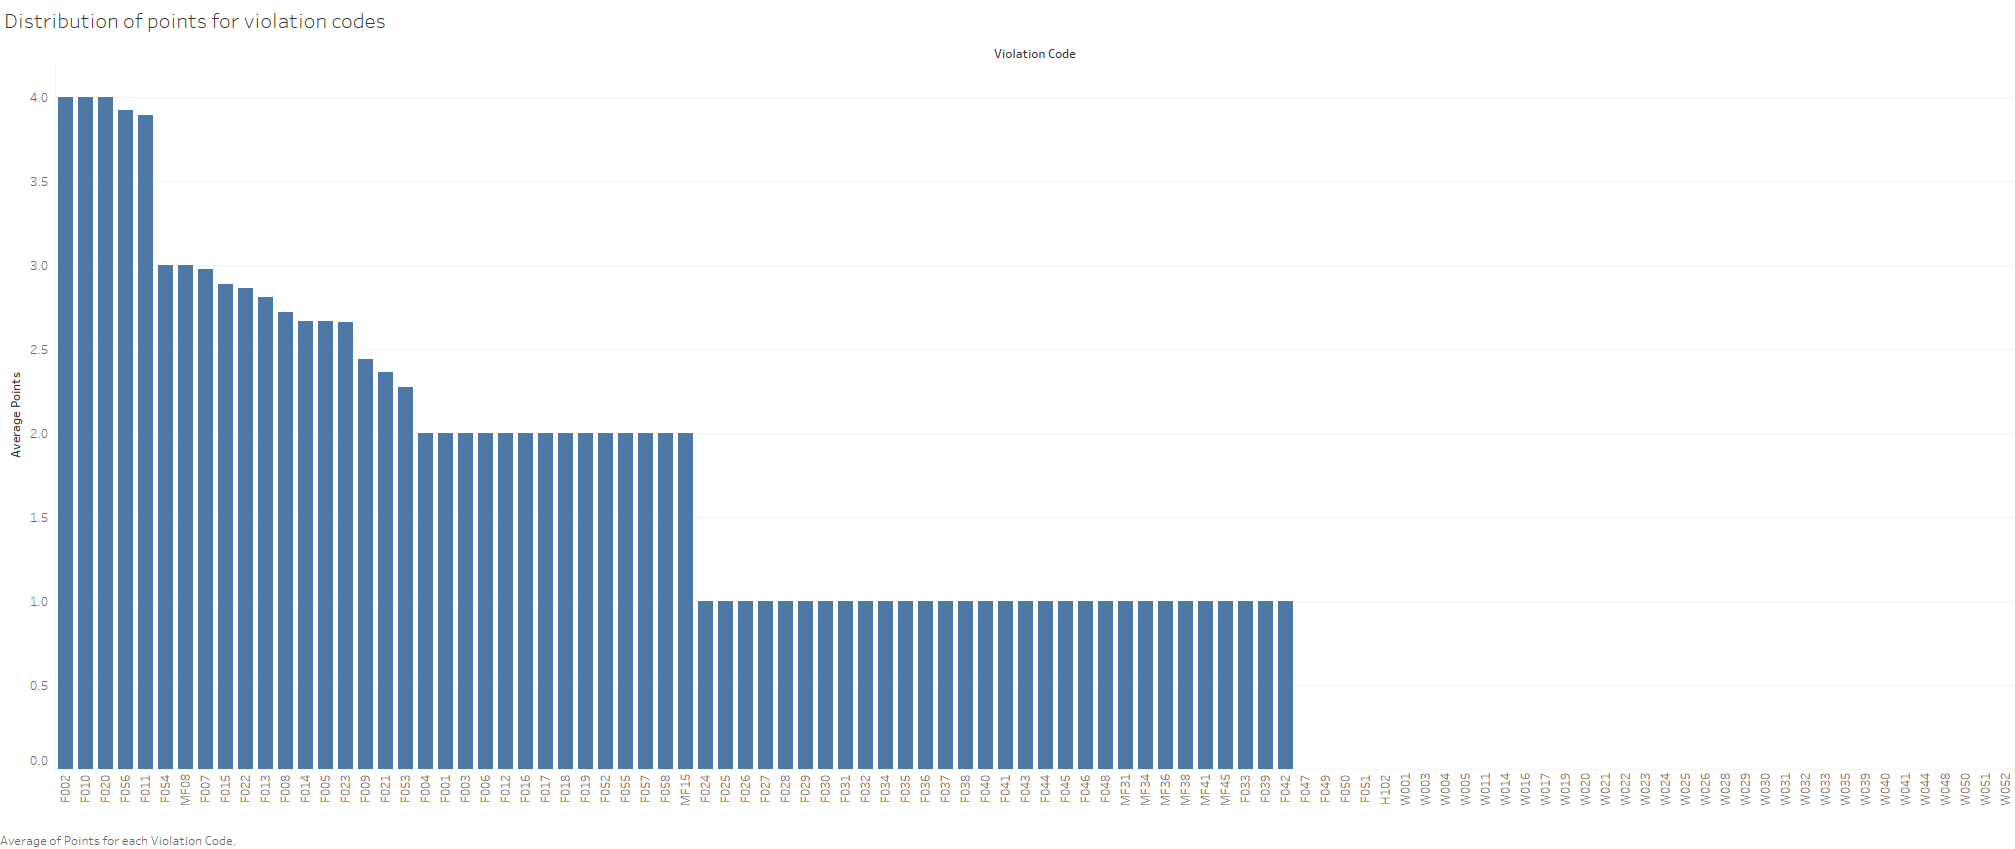 Distribution of points for violation codes
Violation Code
4.0
3.5
3.0
2.5
2.0
1.5
1.0
0.5
0.0
Average Points
F002 F010 F020 F056 F011 F054 MF08 F007 F015 F022 F013 F008 F014 F005 F023 F009 F021 F053 F004 F001 F003 F006 F012 F016 F017 F018 F019 F052 F055 F057 F058 MF15 F024 F025 F026 F027 F028 F029 F030 F031 F032 F034 F035 F036 F037 F038 F040 F041 F043 F044 F045 F046 F048 MF31 MF34 MF36 MF38 MF41 MF45 F033 F039 F042 F047 F049 F050 F051 H102 W001 W003 W004 W005 W011 W014 W016 W017 W019 W020 W021 W022 W023 W024 W025 W026 W028 W029 W030 W031 W032 W033 W035 W039 W040 W041 W044 W048 W050 W051 W052
Average of Points for each Violation Code.